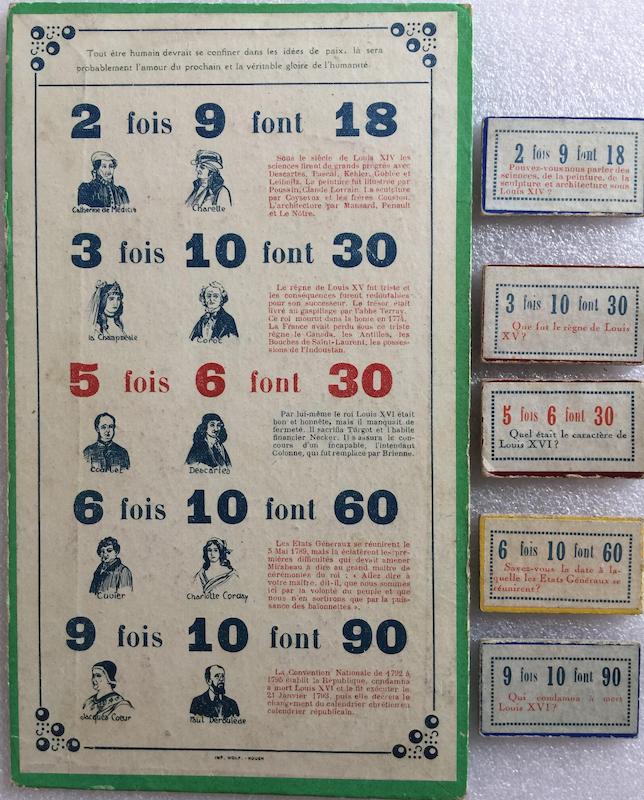 Tout être humain devrait se confiner dans les idées de paix, là sera
probablement l'amour du prochain et la véritable gloire de l'humanité.
2 fois 9 font 18
Catherine de Médicis
Charette
Sous le siècle de Louis XIV les
sciences firent de grands progrès avec
Descartes, Pascal, Kehler, Goblée et
Leibnitz. La peinture fut illustrée par
Poussain, Claude Lorrain. La sculpture
par Coysevox et les frères Couston.
L'architecture par Mansard, Perrault
et Le Nôtre.
3 fois 10 font 30
la Champmêslé
Corot
Le règne de Louis XV fut triste et
les conséquences furent redoutables
pour son successeur. Le trésor était
livré au gaspillage par l'abbé Terray.
Ce roi mourut dans la honte en 1774.
La France avait perdu sous ce triste
règne le Canada, les Antilles, les
Bouches de Saint-Laurent, les posses-
sions de l'Indoustan.
5 fois 6 font 30
Courbet
Descartes
Par lui-même le roi Louis XVI était
bon et honnête, mais il manquait de
fermeté. Il sacrifia Turgot et l'habile
financier Necker. Il s'assura le con-
cours d'un incapable, l'intendant
Colonne, qui fut remplacé par Brienne.
6 fois 10 font 60
Cuvier
Charlotte Corday
Les Etats Généraux se réunirent le
5 Mai 1789, mais là éclatèrent les pre-
mières difficultés qui devait amener
Mirabeau à dire au grand maître de
cérémonies du roi : « Allez dire à
votre maître, dit-il, que nous sommes
ici par la volonté du peuple et que
nous n'en sortirons que par la puis-
sance des baïonnettes ».
9 fois 10 font 90
Jacques Cœur
Paul Deroulède
La Convention Nationale de 1792 à
1795 établit la République, condamna
à mort Louis XVI et le fit exécuter le
21 Janvier 1793, puis elle décréta le
changement du calendrier chrétien en
calendrier républicain.
IMP. WOLF - ROUEN
2 fois 9 font 18
Pouvez-vous nous parler des
sciences, de la peinture, de la
sculpture et architecture sous
Louis XIV ?
3 fois 10 font 30
Que fut le règne de Louis
XV ?
5 fois 6 font 30
Quel était le caractère de
Louis XVI ?
6 fois 10 font 60
Savez-vous la date à la-
quelle les Etats Généraux se
réunirent ?
9 fois 10 font 90
Qui condamna à mort
Louis XVI ?